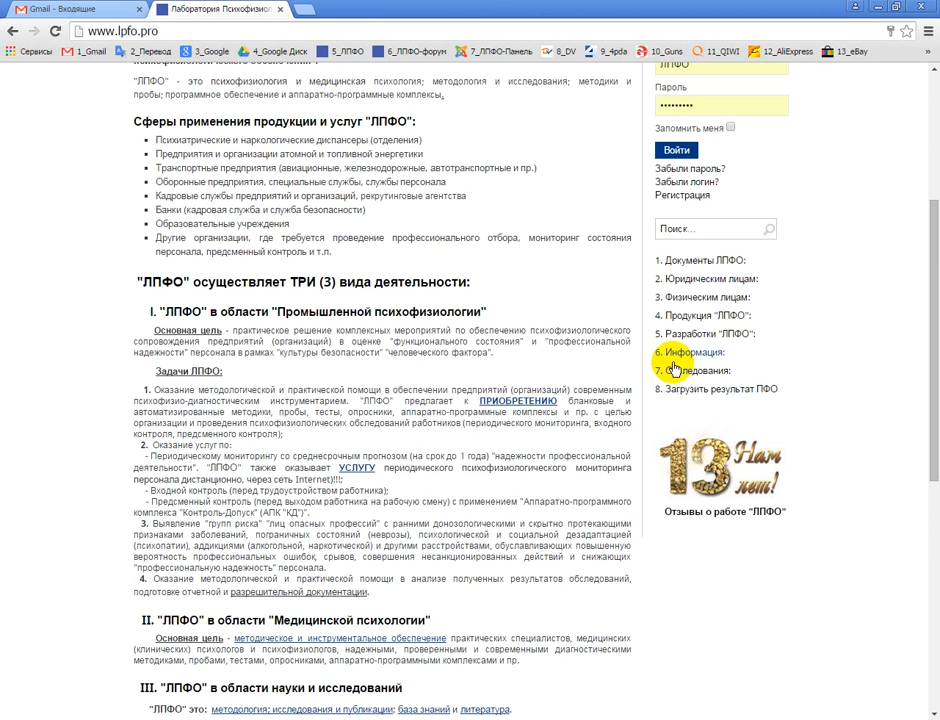 Gmail - Входящие
Лаборатория Психофизиол
www.lpfo.pro
Сервисы 1_Gmail 2_Перевод 3_Google 4_Google Диск 5_ЛПФО 6_ЛПФО-форум 7_ЛПФО-Панель 8_DV 9_4pda 10_Guns 11_QIWI 12_AliExpress 13_eBay »
"ЛПФО" - это психофизиология и медицинская психология; методология и исследования; методики и
пробы; программное обеспечение и аппаратно-программные комплексы.
Сферы применения продукции и услуг "ЛПФО":
Психиатрические и наркологические диспансеры (отделения)
Предприятия и организации атомной и топливной энергетики
Транспортные предприятия (авиационные, железнодорожные, автотранспортные и пр.)
Оборонные предприятия, специальные службы, службы персонала
Кадровые службы предприятий и организаций, рекрутинговые агентства
Банки (кадровая служба и служба безопасности)
Образовательные учреждения
Другие организации, где требуется проведение профессионального отбора, мониторинг состояния
персонала, предсменный контроль и т.п.
"ЛПФО" осуществляет ТРИ (3) вида деятельности:
I. "ЛПФО" в области "Промышленной психофизиологии"
Основная цель - практическое решение комплексных мероприятий по обеспечению психофизиологического
сопровождения предприятий (организаций) в оценке "функционального состояния" и "профессиональной
надежности" персонала в рамках "культуры безопасности" "человеческого фактора".
Задачи ЛПФО:
1. Оказание методологической и практической помощи в обеспечении предприятий (организаций) современным
психофизио-диагностическим инструментарием. "ЛПФО" предлагает к ПРИОБРЕТЕНИЮ бланковые и
автоматизированные методики, пробы, тесты, опросники, аппаратно-программные комплексы и пр. с целью
организации и проведения психофизиологических обследований работников (периодического мониторинга, входного
контроля, предсменного контроля);
2. Оказание услуг по:
- Периодическому мониторингу со среднесрочным прогнозом (на срок до 1 года) "надежности профессиональной
деятельности". "ЛПФО" также оказывает УСЛУГУ периодического психофизиологического мониторинга
персонала дистанционно, через сеть Internet)!!!;
- Входной контроль (перед трудоустройством работника);
- Предсменный контроль (перед выходом работника на рабочую смену) с применением "Аппаратно-программного
комплекса "Контроль-Допуск" (АПК "КД")".
3. Выявление "групп риска" "лиц опасных профессий" с ранними донозологическими и скрытно протекающими
признаками заболеваний, пограничных состояний (неврозы), психологической и социальной дезадаптацией
(психопатии), аддикциями (алкогольной, наркотической) и другими расстройствами, обуславливающих повышенную
вероятность профессиональных ошибок, срывов, совершения несанкционированных действий и снижающих
"профессиональную надежность" персонала.
4. Оказание методологической и практической помощи в анализе полученных результатов обследований,
подготовке отчетной и разрешительной документации.
II. "ЛПФО" в области "Медицинской психологии"
Основная цель - методическое и инструментальное обеспечение практических специалистов, медицинских
(клинических) психологов и психофизиологов, надежными, проверенными и современными диагностическими
методиками, пробами, тестами, опросниками, аппаратно-программными комплексами и пр.
III. "ЛПФО" в области науки и исследований
"ЛПФО" это: методология; исследования и публикации; база знаний и литература.
ЛПФО
Пароль
•••••••••
Запомнить меня
Войти
Забыли пароль?
Забыли логин?
Регистрация
Поиск...
1. Документы ЛПФО:
2. Юридическим лицам:
3. Физическим лицам:
4. Продукция "ЛПФО":
5. Разработки "ЛПФО":
6. Информация:
8. Загрузить результат ПФО
13 Нам
лет!
Отзывы о работе "ЛПФО"